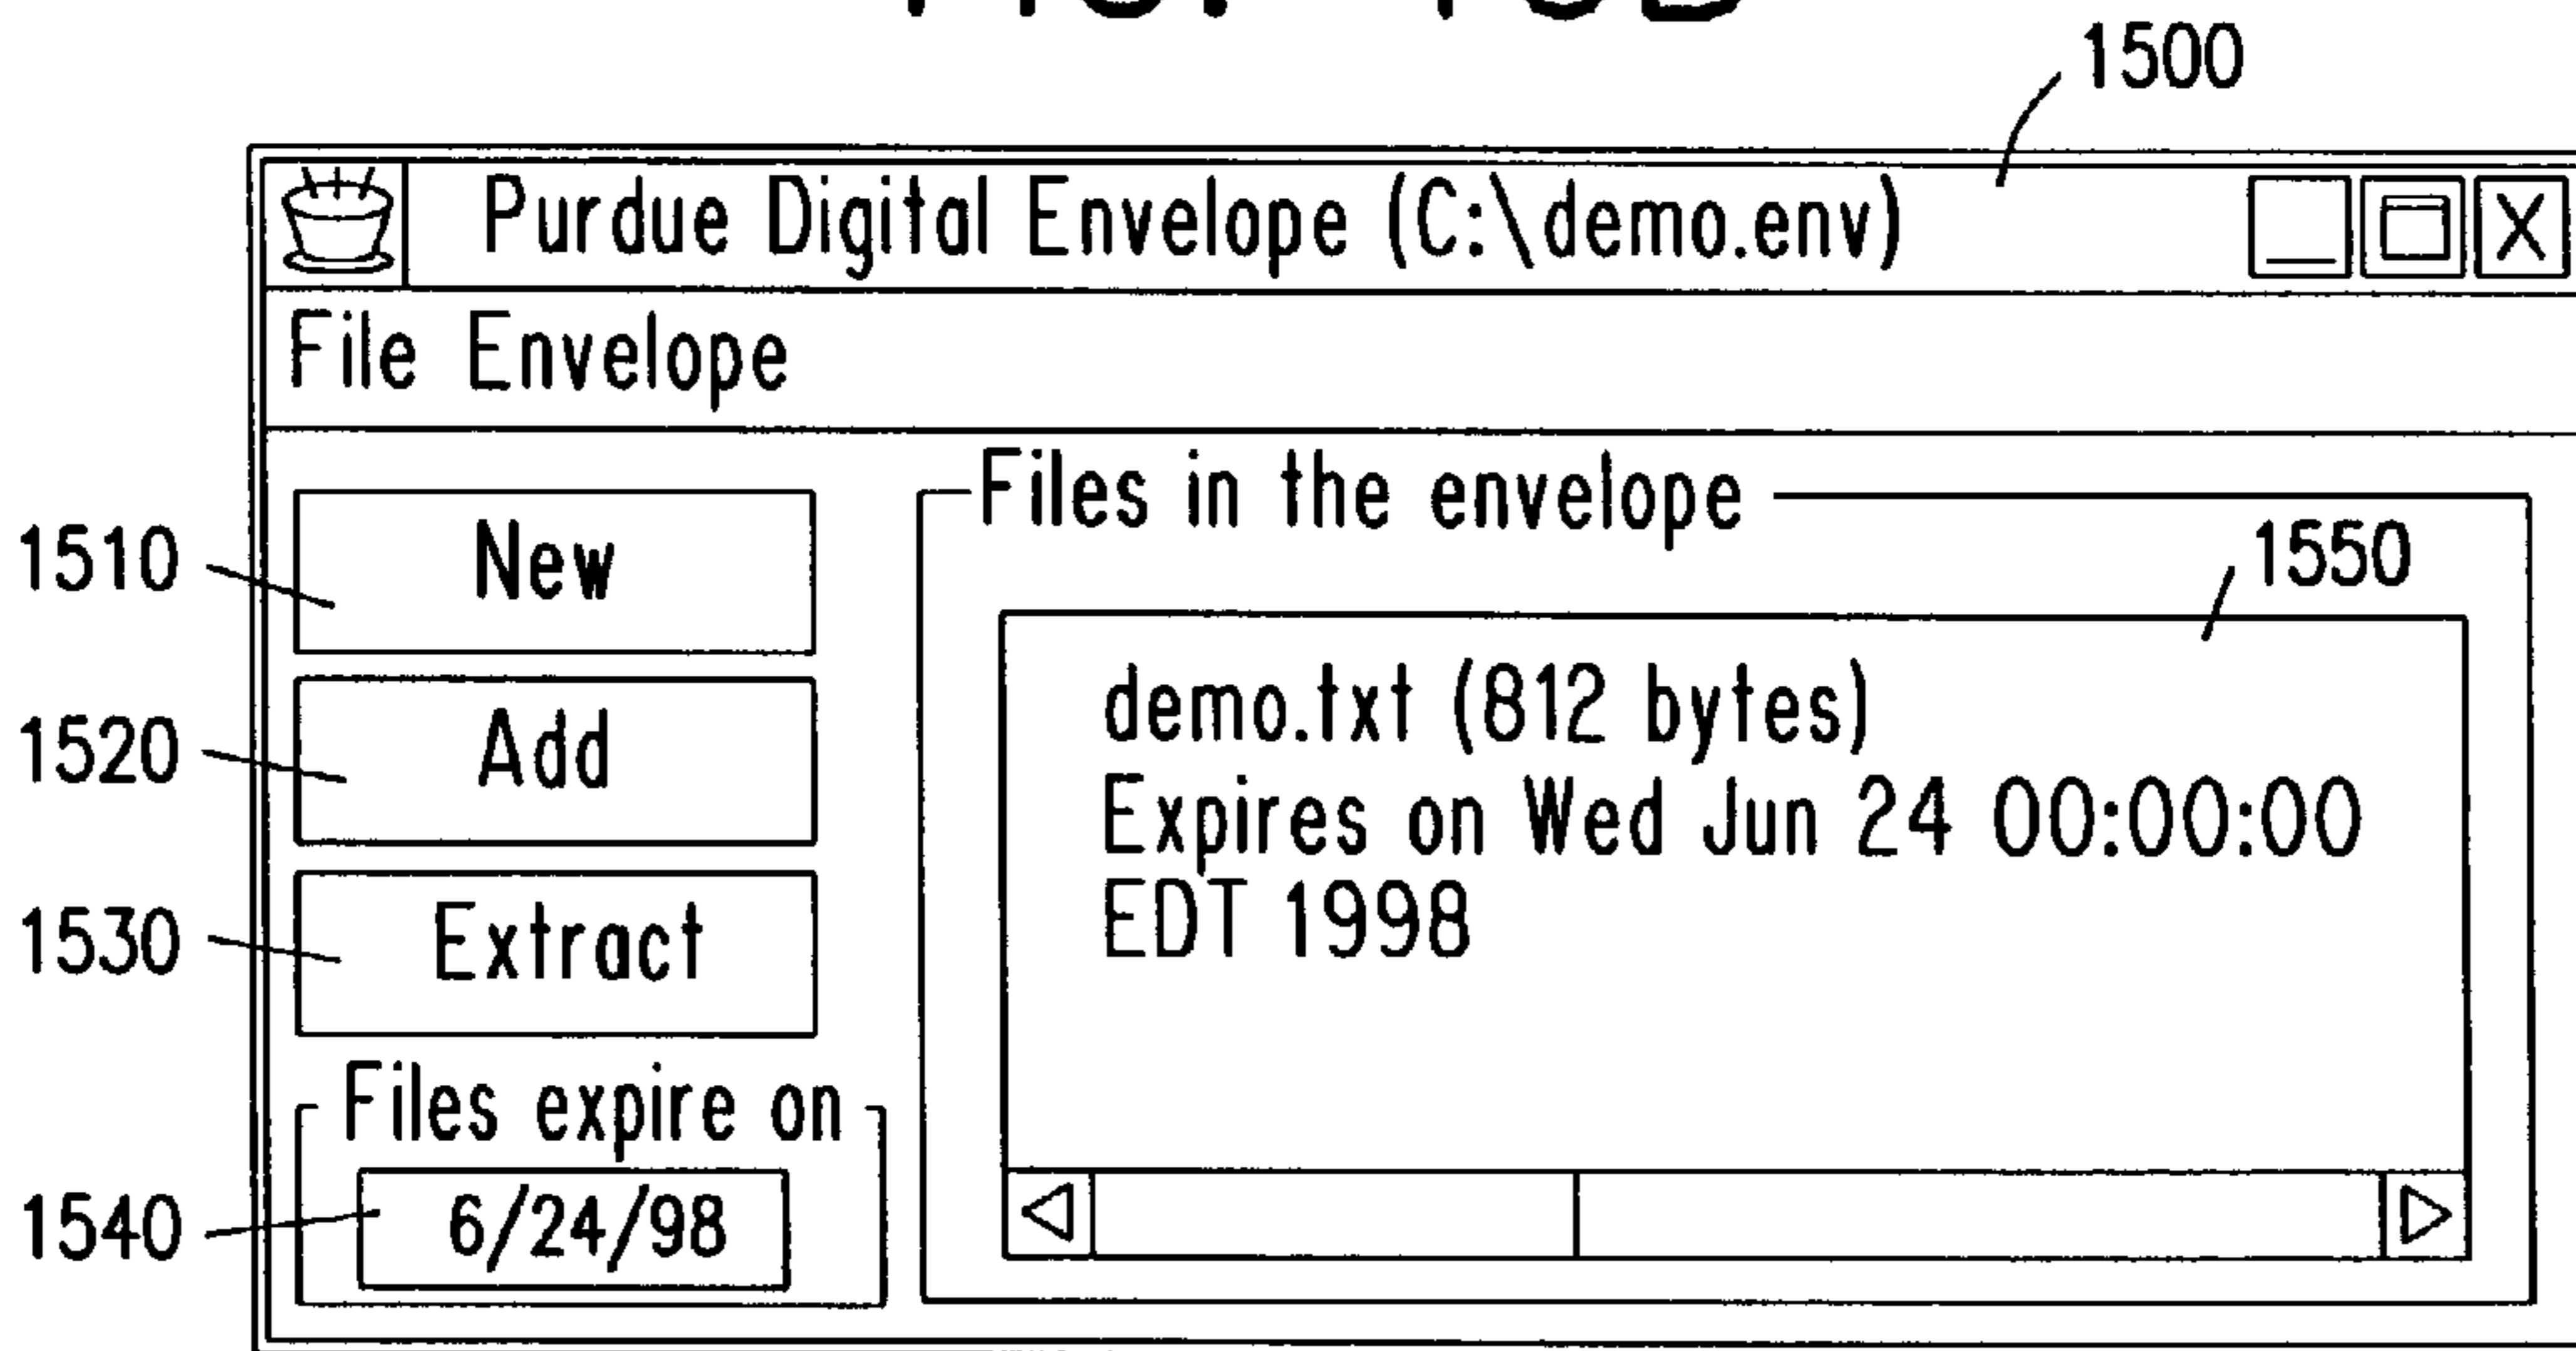 1500
Purdue Digital Envelope (C:\demo.env)
File Envelope
1510
New
1520
Add
1530
Extract
Files expire on
1540
6/24/98
Files in the envelope
1550
demo.txt (812 bytes)
Expires on Wed Jun 24 00:00:00
EDT 1998